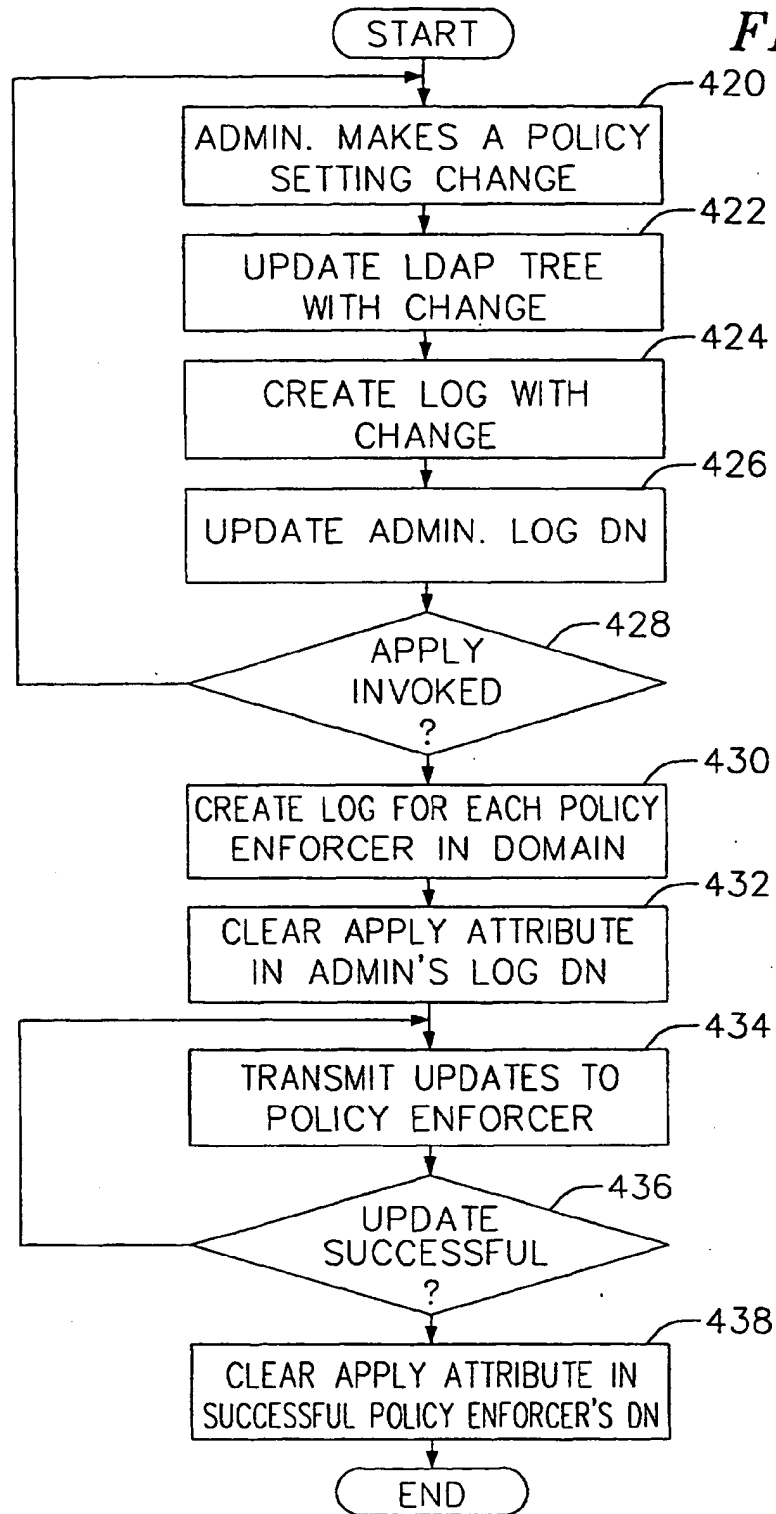 START
420
ADMIN. MAKES A POLICY
SETTING CHANGE
422
UPDATE LDAP TREE
WITH CHANGE
424
CREATE LOG WITH
CHANGE
426
UPDATE ADMIN. LOG DN
428
APPLY
INVOKED
?
430
CREATE LOG FOR EACH POLICY
ENFORCER IN DOMAIN
432
CLEAR APPLY ATTRIBUTE
IN ADMIN'S LOG DN
434
TRANSMIT UPDATES TO
POLICY ENFORCER
436
UPDATE
SUCCESSFUL
?
438
CLEAR APPLY ATTRIBUTE IN
SUCCESSFUL POLICY ENFORCER'S DN
END